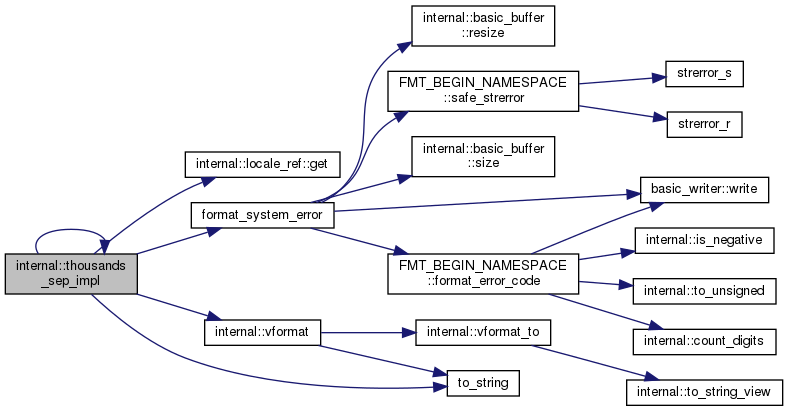 internal::basic_buffer
::resize
FMT_BEGIN_NAMESPACE
::safe_strerror
strerror_s
strerror_r
internal::basic_buffer
::size
internal::locale_ref::get
basic_writer::write
format_system_error
internal::is_negative
internal::thousands
_sep_impl
FMT_BEGIN_NAMESPACE
::format_error_code
internal::to_unsigned
internal::vformat
internal::vformat_to
internal::count_digits
to_string
internal::to_string_view